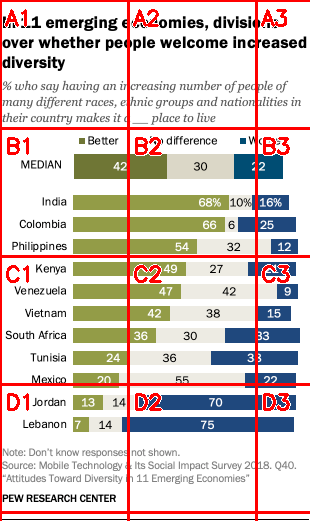 In 11 emerging economies, divisions
over whether people welcome increased
diversity
% who say having an increasing number of people of
many different races, ethnic groups and nationalities in
their country makes it a __ place to live
Better No difference
MEDIAN 42 30 22
India 68% 10% 16%
Colombia 66 6 25
Philippines 54 32 12
Kenya 49 27
Venezuela 47 42 9
Vietnam 42 38 15
South Africa 36 30 33
Tunisia 24 36 38
Mexico 20 55 22
Jordan 13 14 70
Lebanon 7 14 75
Note: Don't know responses not shown.
Source: Mobile Technology & Its Social Impact Survey 2018. Q40.
"Attitudes Toward Diversity in 11 Emerging Economies"
PEW RESEARCH CENTER
A1 A2 A3
B1 B2 B3
C1 C2 C3
D1 D2 D3